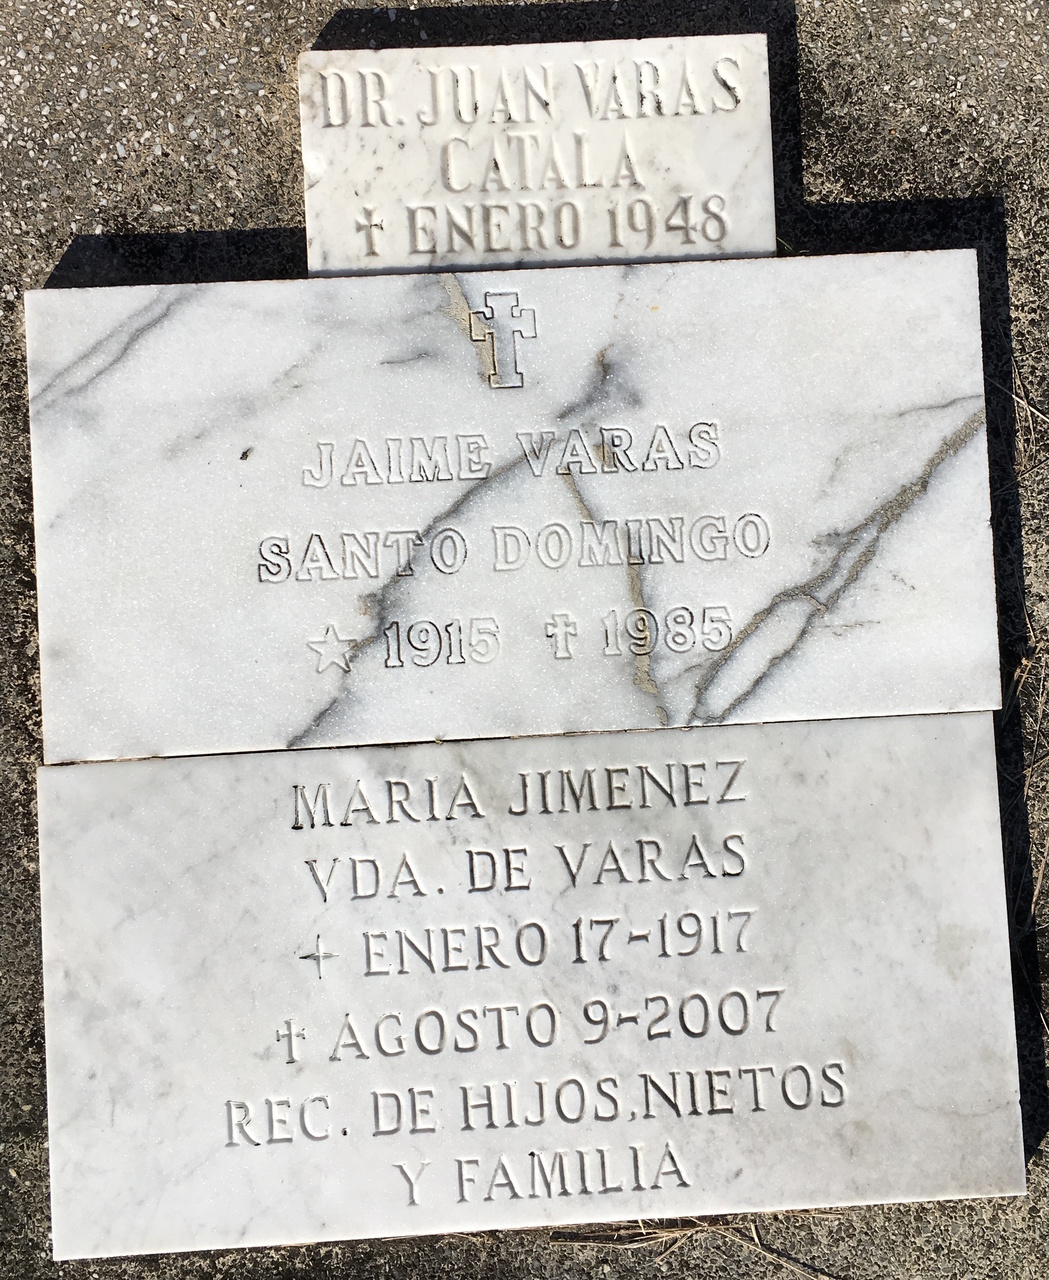 DR. JUAN VARAS
CATALA
† ENERO 1948
JAIME VARAS
SANTO DOMINGO
☆ 1915 † 1985
MARIA JIMENEZ
VDA. DE VARAS
+ ENERO 17-1917
† AGOSTO 9-2007
REC. DE HIJOS,NIETOS
Y FAMILIA